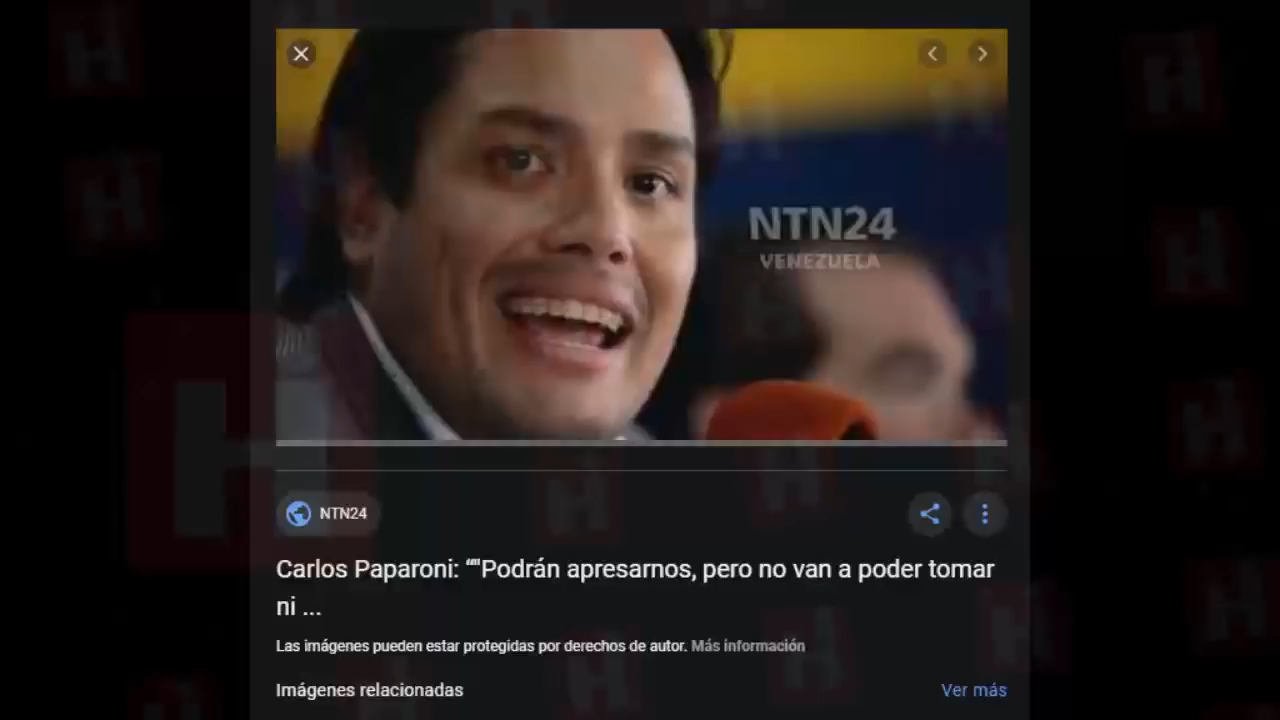 NTN24
VENEZUELA
NTN24
Carlos Paparoni: “"Podrán apresarnos, pero no van a poder tomar
ni ...
Las imágenes pueden estar protegidas por derechos de autor. Más información
Imágenes relacionadas
Ver más